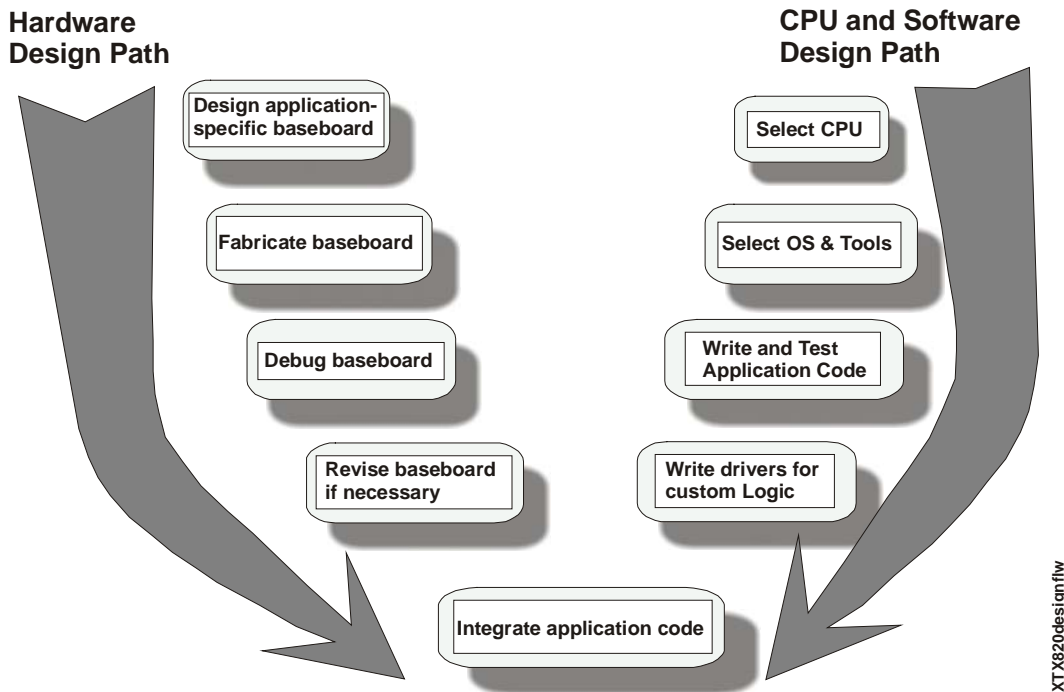 Hardware
Design Path
Design application-
specific baseboard
Fabricate baseboard
Debug baseboard
Revise baseboard
if necessary
CPU and Software
Design Path
Select CPU
Select OS & Tools
Write and Test
Application Code
Write drivers for
custom Logic
Integrate application code
XTX820designflw